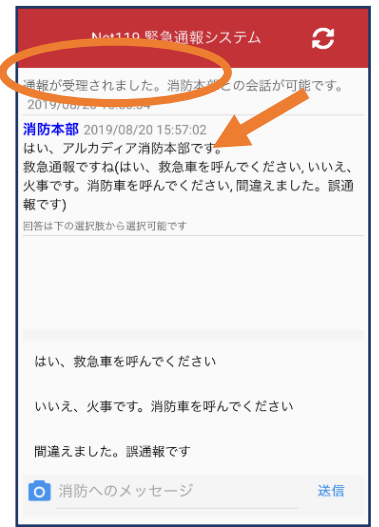 Net119 緊急通報システム
通報が受理されました。消防本部との会話が可能です。
2019/08/20
消防本部 2019/08/20 15:57:02
はい、アルカディア消防本部です。
救急通報ですね(はい、救急車を呼んでください, いいえ、
火事です。消防車を呼んでください, 間違えました。誤通
報です)
回答は下の選択肢から選択可能です
はい、救急車を呼んでください
いいえ、火事です。消防車を呼んでください
間違えました。誤通報です
消防へのメッセージ
送信